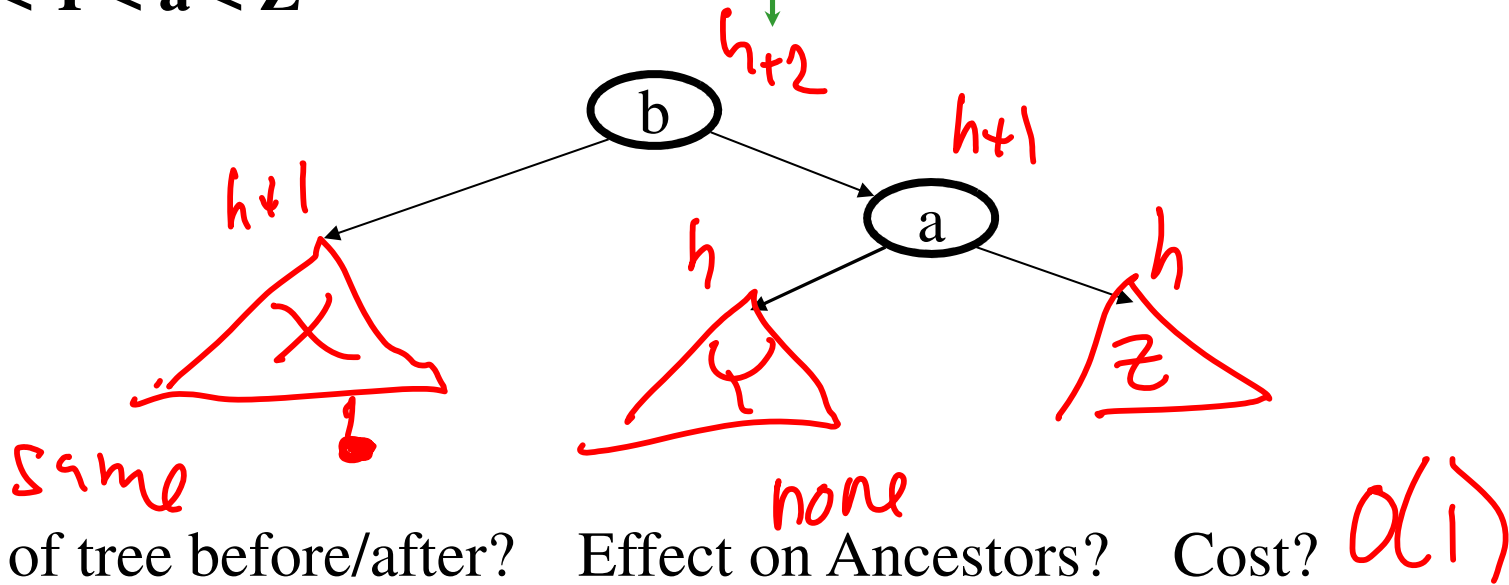 < Y < a < Z
h+2
b
h+1
h+1
a
h
h
X
Y
Z
same
none
O(1)
of tree before/after? Effect on Ancestors? Cost?